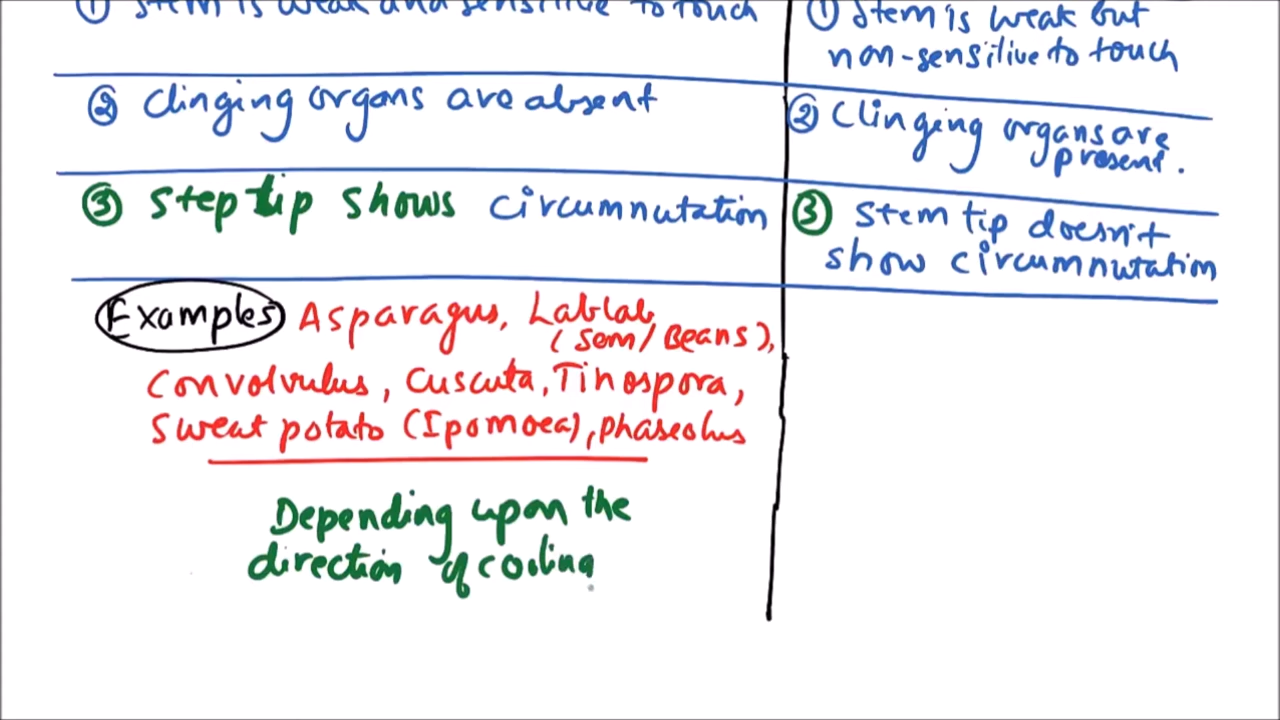 ① Stem is weak and sensitive to touch
② Clinging organs are absent
③ Step tip shows circumnutation
Examples Asparagus, Lablab
(Sem/Beans),
Convolvulus, Cuscuta, Tinospora,
Sweat potato (Ipomoea), phaseolus
Depending upon the
direction of coiling
① Stem is weak but
non-sensitive to touch
② Clinging organs are
present.
③ Stem tip doesn't
show circumnutation